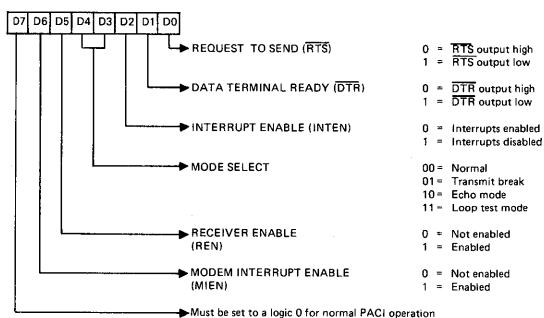 D7 D6 D5 D4 D3 D2 D1 D0
REQUEST TO SEND (RTS) 0 = RTS output high
1 = RTS output low
DATA TERMINAL READY (DTR) 0 = DTR output high
1 = DTR output low
INTERRUPT ENABLE (INTEN) 0 = Interrupts enabled
1 = Interrupts disabled
MODE SELECT 00 = Normal
01 = Transmit break
10 = Echo mode
11 = Loop test mode
RECEIVER ENABLE 0 = Not enabled
(REN) 1 = Enabled
MODEM INTERRUPT ENABLE 0 = Not enabled
(MIEN) 1 = Enabled
Must be set to a logic 0 for normal PACI operation